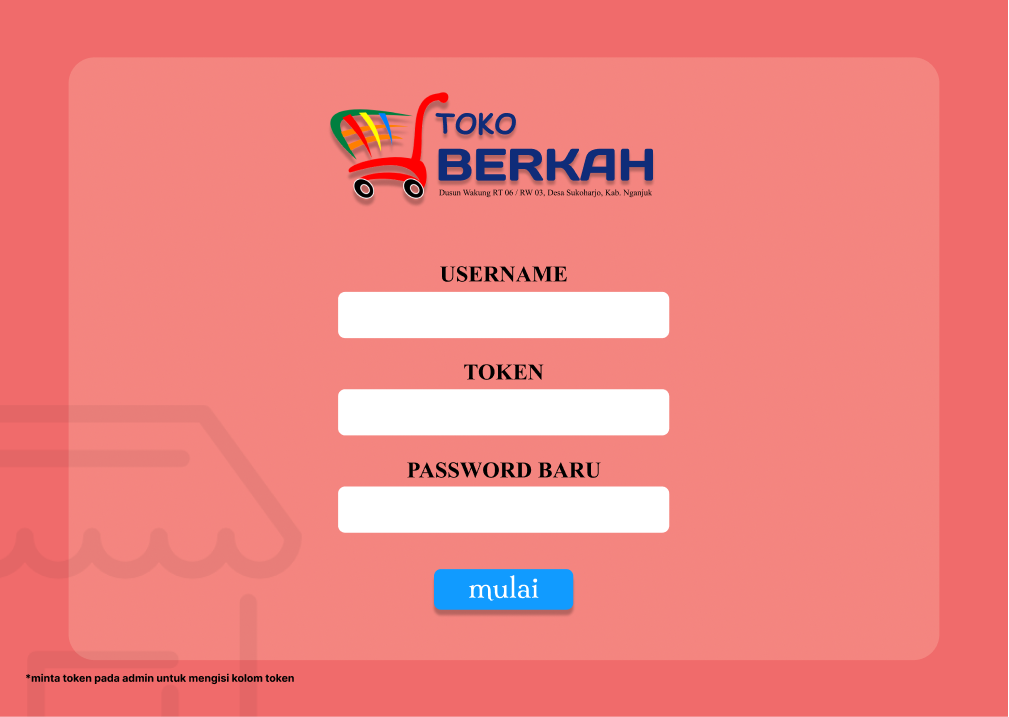 TOKO
BERKAH
Dusun Wakung RT 06 / RW 03, Desa Sukoharjo, Kab. Nganjuk
USERNAME
TOKEN
PASSWORD BARU
mulai
*minta token pada admin untuk mengisi kolom token